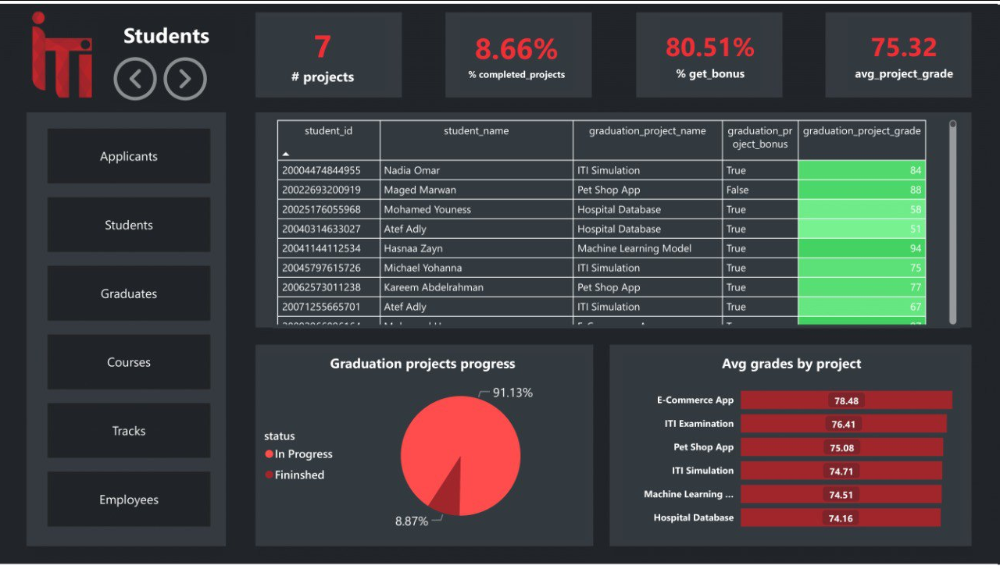 iTi
Students
7
# projects
8.66%
% completed_projects
80.51%
% get_bonus
75.32
avg_project_grade
Applicants
Students
Graduates
Courses
Tracks
Employees
student_id student_name graduation_project_name graduation_pr graduation_project_grade
oject_bonus
20004474844955 Nadia Omar ITI Simulation True 84
20022693200919 Maged Marwan Pet Shop App False 88
20025176055968 Mohamed Youness Hospital Database True 58
20040314633027 Atef Adly Hospital Database True 51
20041144112534 Hasnaa Zayn Machine Learning Model True 94
20045797615726 Michael Yohanna ITI Simulation True 75
20062573011238 Kareem Abdelrahman Pet Shop App True 77
20071255665701 Atef Adly ITI Simulation True 67
Graduation projects progress
91.13%
status
In Progress
Fininshed
8.87%
Avg grades by project
E-Commerce App 78.48
ITI Examination 76.41
Pet Shop App 75.08
ITI Simulation 74.71
Machine Learning ... 74.51
Hospital Database 74.16